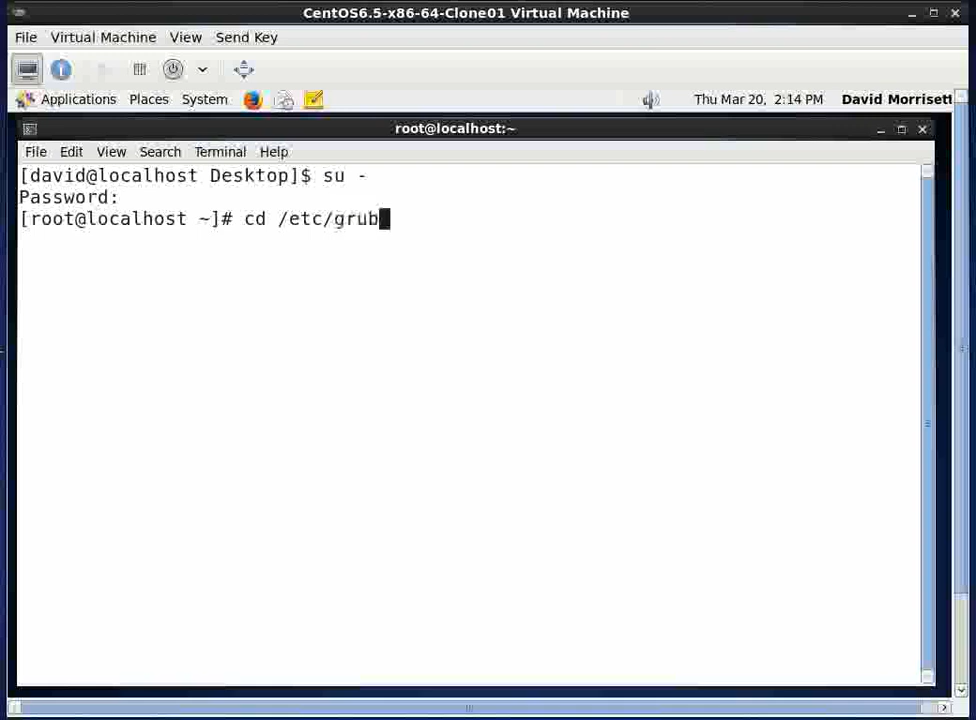 CentOS6.5-x86-64-Clone01 Virtual Machine
File Virtual Machine View Send Key
Applications Places System Thu Mar 20, 2:14 PM David Morrisett
root@localhost:~
File Edit View Search Terminal Help
[david@localhost Desktop]$ su -
Password:
[root@localhost ~]# cd /etc/grub